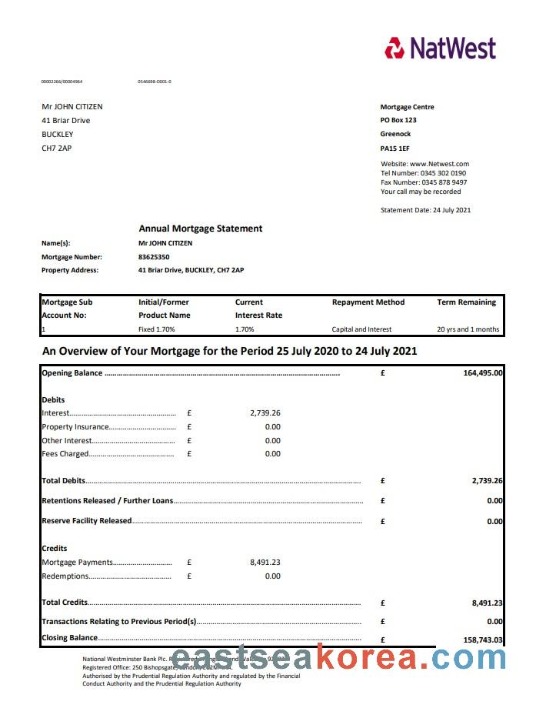 NatWest
Mr JOHN CITIZEN
41 Briar Drive
BUCKLEY
CH7 2AP
Mortgage Centre
PO Box 123
Greenock
PA15 1EF
Website: www.Netwest.com
Tel Number: 0345 302 0190
Fax Number: 0345 878 9497
Your call may be recorded
Statement Date: 24 July 2021
Annual Mortgage Statement
Name(s): Mr JOHN CITIZEN
Mortgage Number: 83625350
Property Address: 41 Briar Drive, BUCKLEY, CH7 2AP
Mortgage Sub Initial/Former Current Repayment Method Term Remaining
Account No: Product Name Interest Rate
1 Fixed 1.70% 1.70% Capital and Interest 20 yrs and 1 months
An Overview of Your Mortgage for the Period 25 July 2020 to 24 July 2021
Opening Balance £ 164,495.00
Debits
Interest £ 2,739.26
Property Insurance £ 0.00
Other Interest £ 0.00
Fees Charged £ 0.00
Total Debits £ 2,739.26
Retentions Released / Further Loans £ 0.00
Reserve Facility Released £ 0.00
Credits
Mortgage Payments £ 8,491.23
Redemptions £ 0.00
Total Credits £ 8,491.23
Transactions Relating to Previous Period(s) £ 0.00
Closing Balance £ 158,743.03
National Westminster Bank Plc.
Registered Office: 250 Bishopsgate
eastseakorea.com
Authorised by the Prudential Regulation Authority and regulated by the Financial
Conduct Authority and the Prudential Regulation Authority